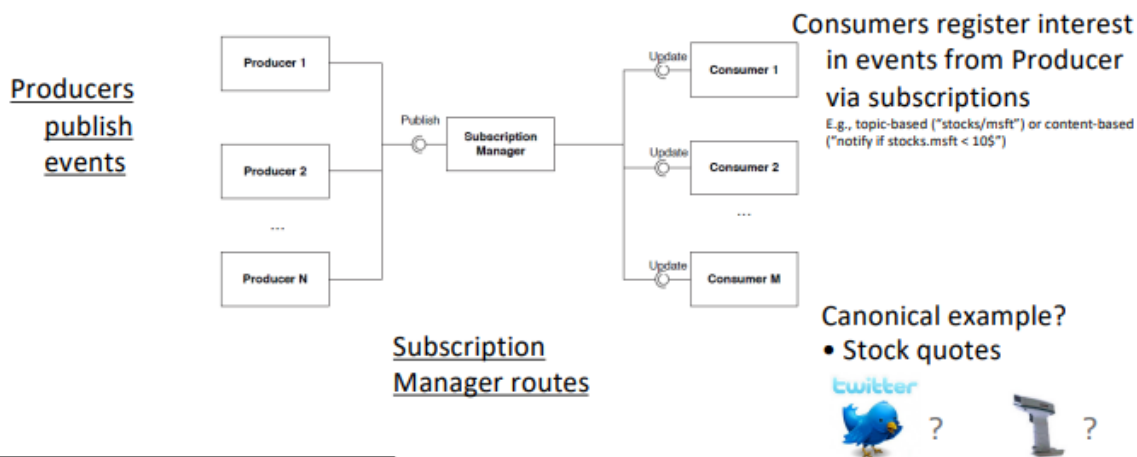 Producers
publish
events
Producer 1
Producer 2
...
Producer N
Publish
Subscription
Manager
Update
Consumer 1
Update
Consumer 2
...
Update
Consumer M
Consumers register interest
in events from Producer
via subscriptions
E.g., topic-based (“stocks/msft”) or content-based
(“notify if stocks.msft < 10$”)
Subscription
Manager routes
Canonical example?
• Stock quotes
twitter
?
?